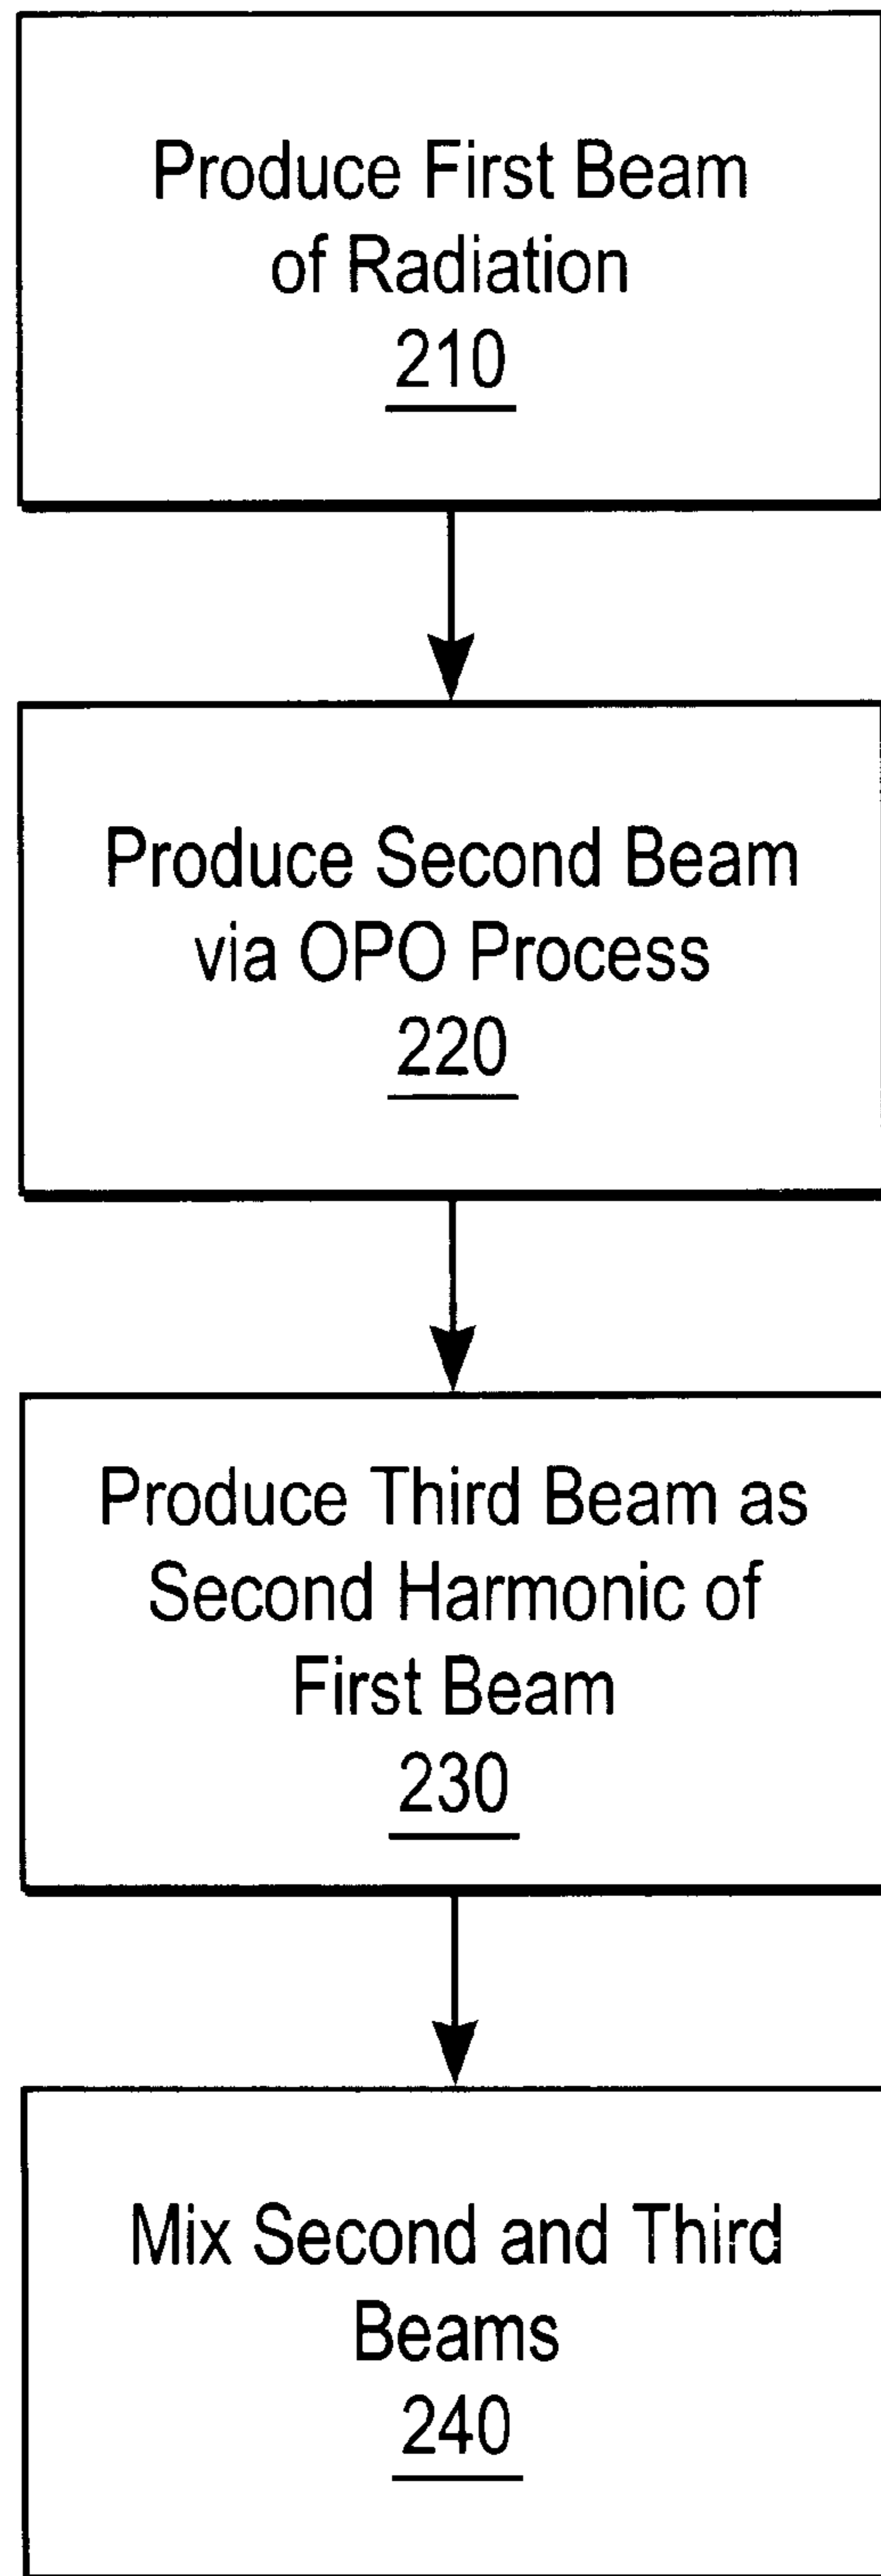 Produce First Beam
of Radiation
210
Produce Second Beam
via OPO Process
220
Produce Third Beam as
Second Harmonic of
First Beam
230
Mix Second and Third
Beams
240